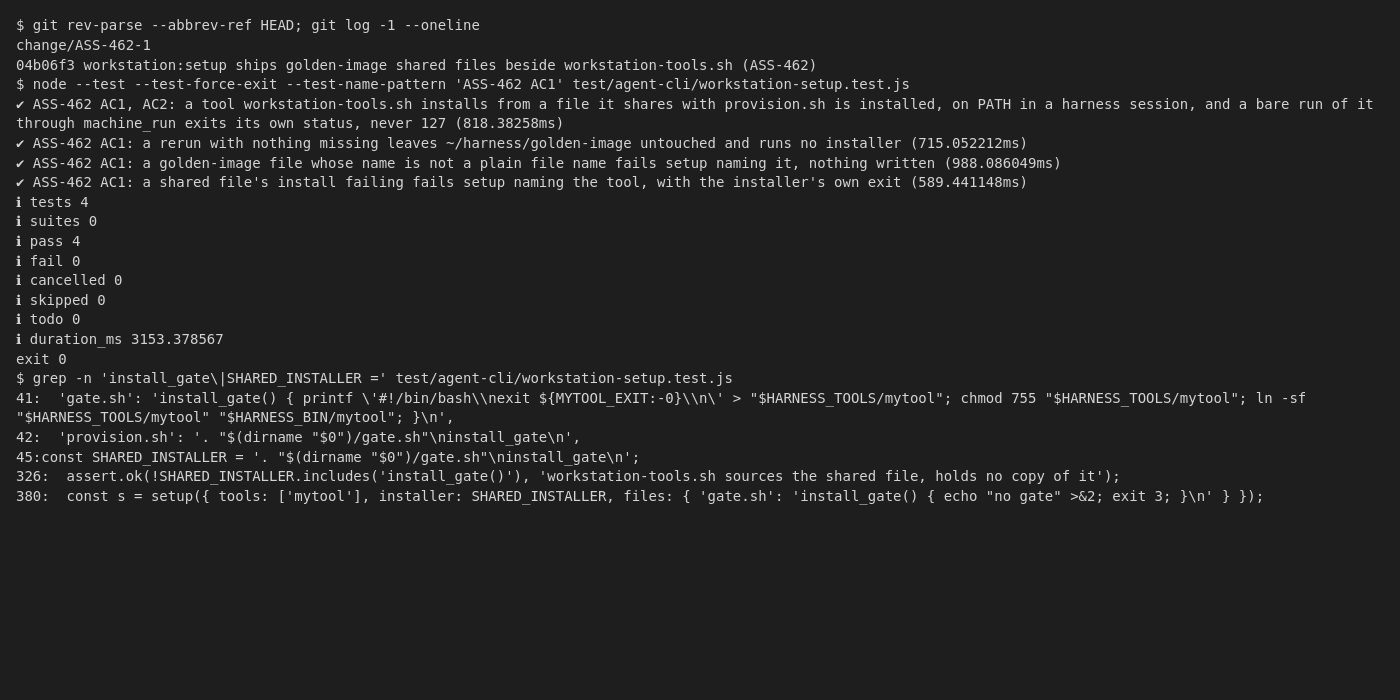 $ git rev-parse --abbrev-ref HEAD; git log -1 --oneline
change/ASS-462-1
04b06f3 workstation:setup ships golden-image shared files beside workstation-tools.sh (ASS-462)
$ node --test --test-force-exit --test-name-pattern 'ASS-462 AC1' test/agent-cli/workstation-setup.test.js
✔ ASS-462 AC1, AC2: a tool workstation-tools.sh installs from a file it shares with provision.sh is installed, on PATH in a harness session, and a bare run of it
through machine_run exits its own status, never 127 (818.38258ms)
✔ ASS-462 AC1: a rerun with nothing missing leaves ~/harness/golden-image untouched and runs no installer (715.052212ms)
✔ ASS-462 AC1: a golden-image file whose name is not a plain file name fails setup naming it, nothing written (988.086049ms)
✔ ASS-462 AC1: a shared file's install failing fails setup naming the tool, with the installer's own exit (589.441148ms)
ℹ tests 4
ℹ suites 0
ℹ pass 4
ℹ fail 0
ℹ cancelled 0
ℹ skipped 0
ℹ todo 0
ℹ duration_ms 3153.378567
exit 0
$ grep -n 'install_gate\|SHARED_INSTALLER =' test/agent-cli/workstation-setup.test.js
41:  'gate.sh': 'install_gate() { printf \'#!/bin/bash\\nexit ${MYTOOL_EXIT:-0}\\n\' > "$HARNESS_TOOLS/mytool"; chmod 755 "$HARNESS_TOOLS/mytool"; ln -sf
"$HARNESS_TOOLS/mytool" "$HARNESS_BIN/mytool"; }\n',
42:  'provision.sh': '. "$(dirname "$0")/gate.sh"\ninstall_gate\n',
45:const SHARED_INSTALLER = '. "$(dirname "$0")/gate.sh"\ninstall_gate\n';
326:  assert.ok(!SHARED_INSTALLER.includes('install_gate()'), 'workstation-tools.sh sources the shared file, holds no copy of it');
380:  const s = setup({ tools: ['mytool'], installer: SHARED_INSTALLER, files: { 'gate.sh': 'install_gate() { echo "no gate" >&2; exit 3; }\n' } });